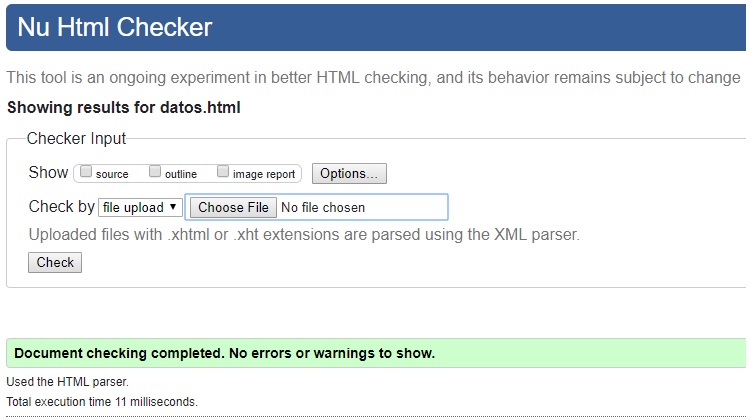 Nu Html Checker
This tool is an ongoing experiment in better HTML checking, and its behavior remains subject to change
Showing results for datos.html
Checker Input
Show source outline image report Options...
Check by file upload Choose File No file chosen
Uploaded files with .xhtml or .xht extensions are parsed using the XML parser.
Check
Document checking completed. No errors or warnings to show.
Used the HTML parser.
Total execution time 11 milliseconds.